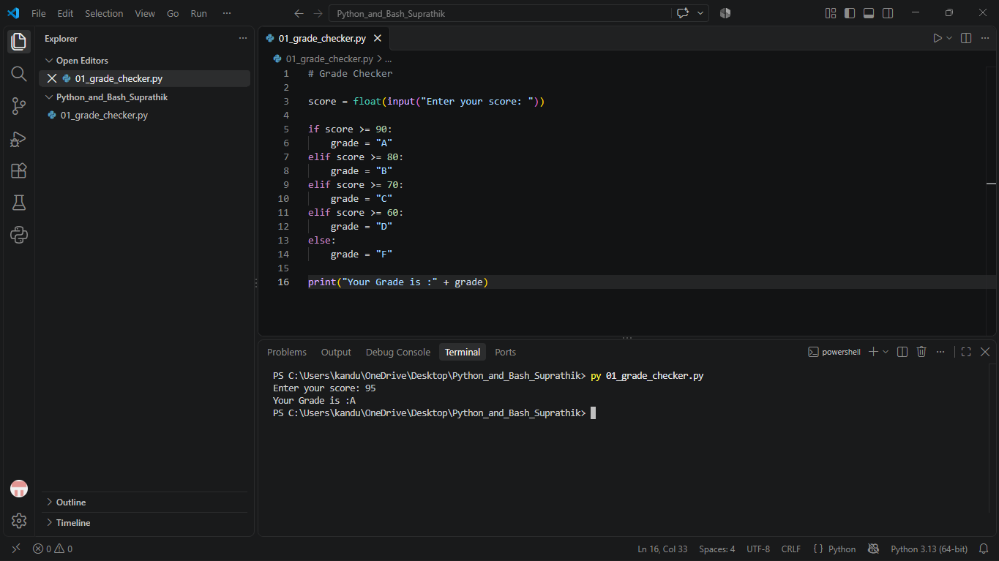 File Edit Selection View Go Run ··· Python_and_Bash_Suprathik
Explorer ···
Open Editors
01_grade_checker.py
Python_and_Bash_Suprathik
01_grade_checker.py
Outline
Timeline
01_grade_checker.py
01_grade_checker.py > ...
1 # Grade Checker
2
3 score = float(input("Enter your score: "))
4
5 if score >= 90:
6     grade = "A"
7 elif score >= 80:
8     grade = "B"
9 elif score >= 70:
10     grade = "C"
11 elif score >= 60:
12     grade = "D"
13 else:
14     grade = "F"
15
16 print("Your Grade is :" + grade)
Problems Output Debug Console Terminal Ports powershell
PS C:\Users\kandu\OneDrive\Desktop\Python_and_Bash_Suprathik> py 01_grade_checker.py
Enter your score: 95
Your Grade is :A
PS C:\Users\kandu\OneDrive\Desktop\Python_and_Bash_Suprathik>
0 0 Ln 16, Col 33 Spaces: 4 UTF-8 CRLF { } Python Python 3.13 (64-bit)